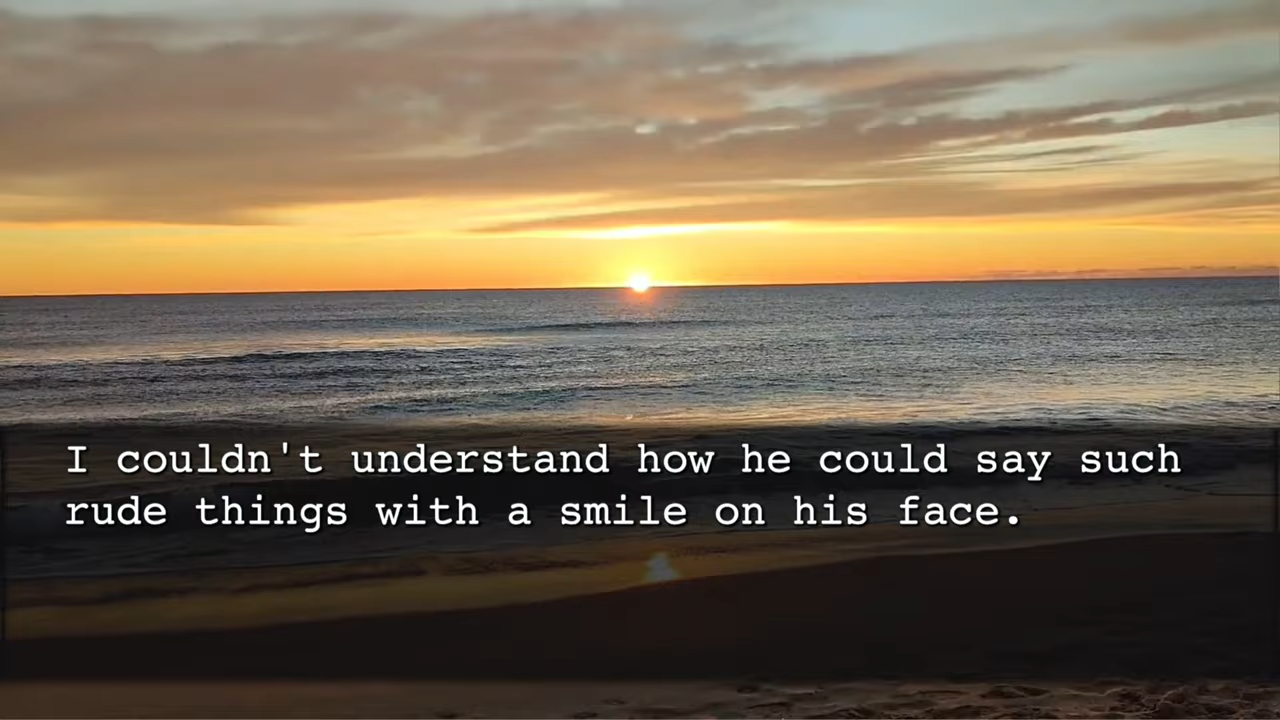 I couldn't understand how he could say such
rude things with a smile on his face.